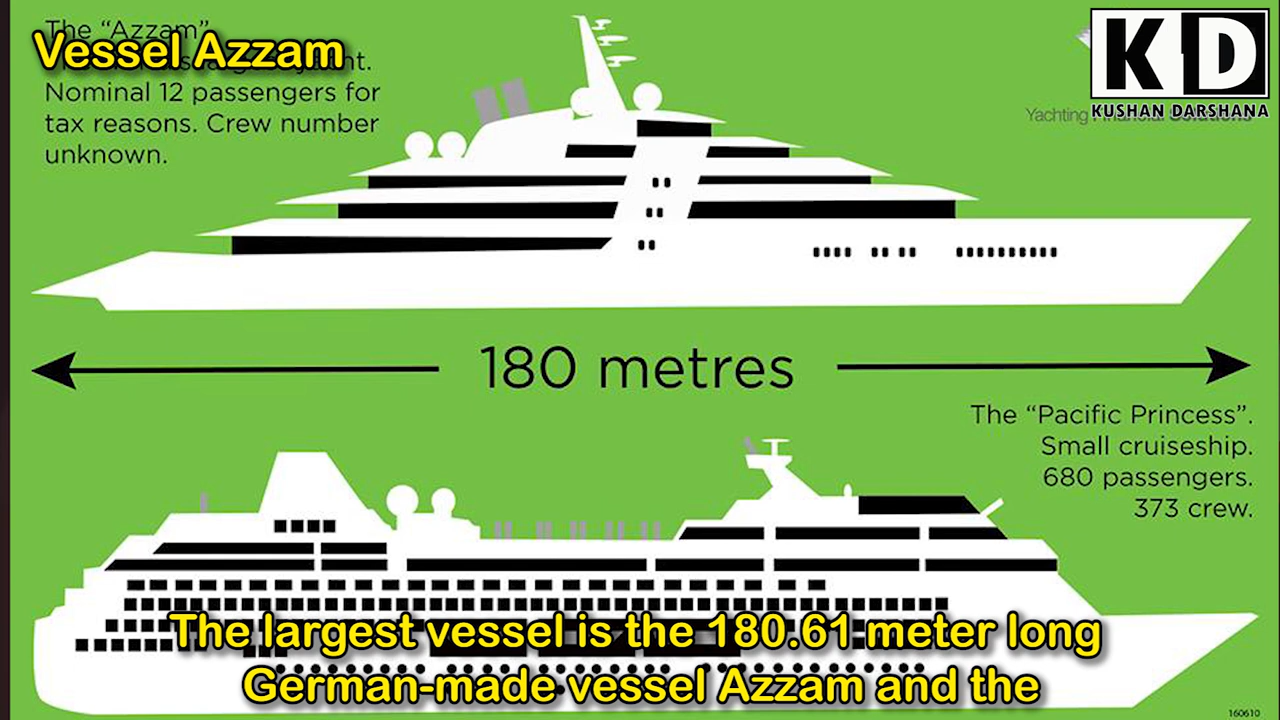 The “Azzam”
Vessel Azzam
Nominal 12 passengers for
tax reasons. Crew number
unknown.
KD
KUSHAN DARSHANA
Yachting
180 metres
The “Pacific Princess”.
Small cruiseship.
680 passengers.
373 crew.
The largest vessel is the 180.61 meter long
German-made vessel Azzam and the
160610